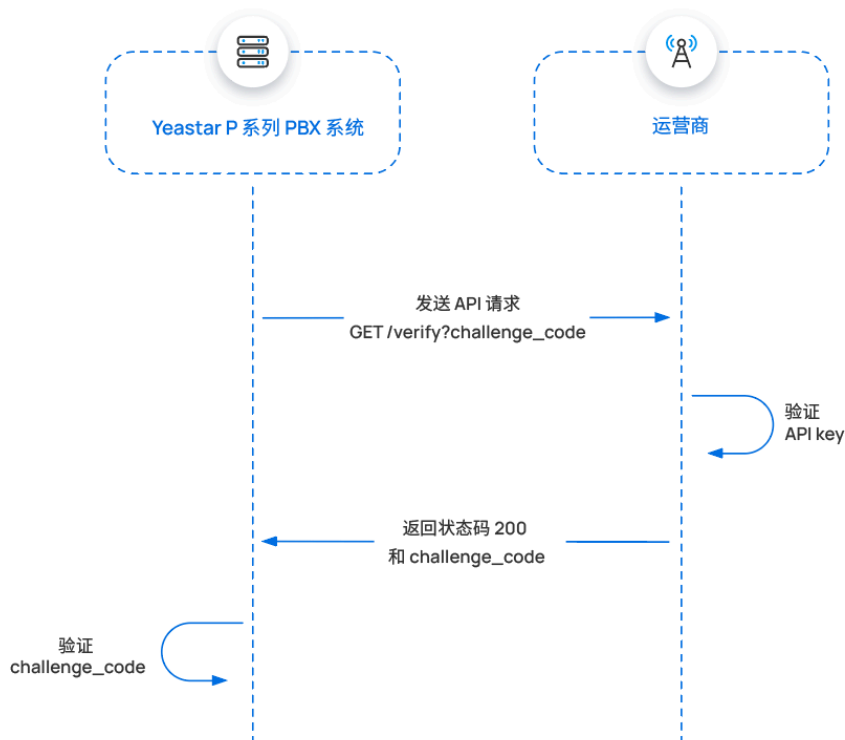 Yeastar P 系列 PBX 系统
运营商
发送 API 请求
GET /verify?challenge_code
验证
API key
返回状态码 200
和 challenge_code
验证
challenge_code